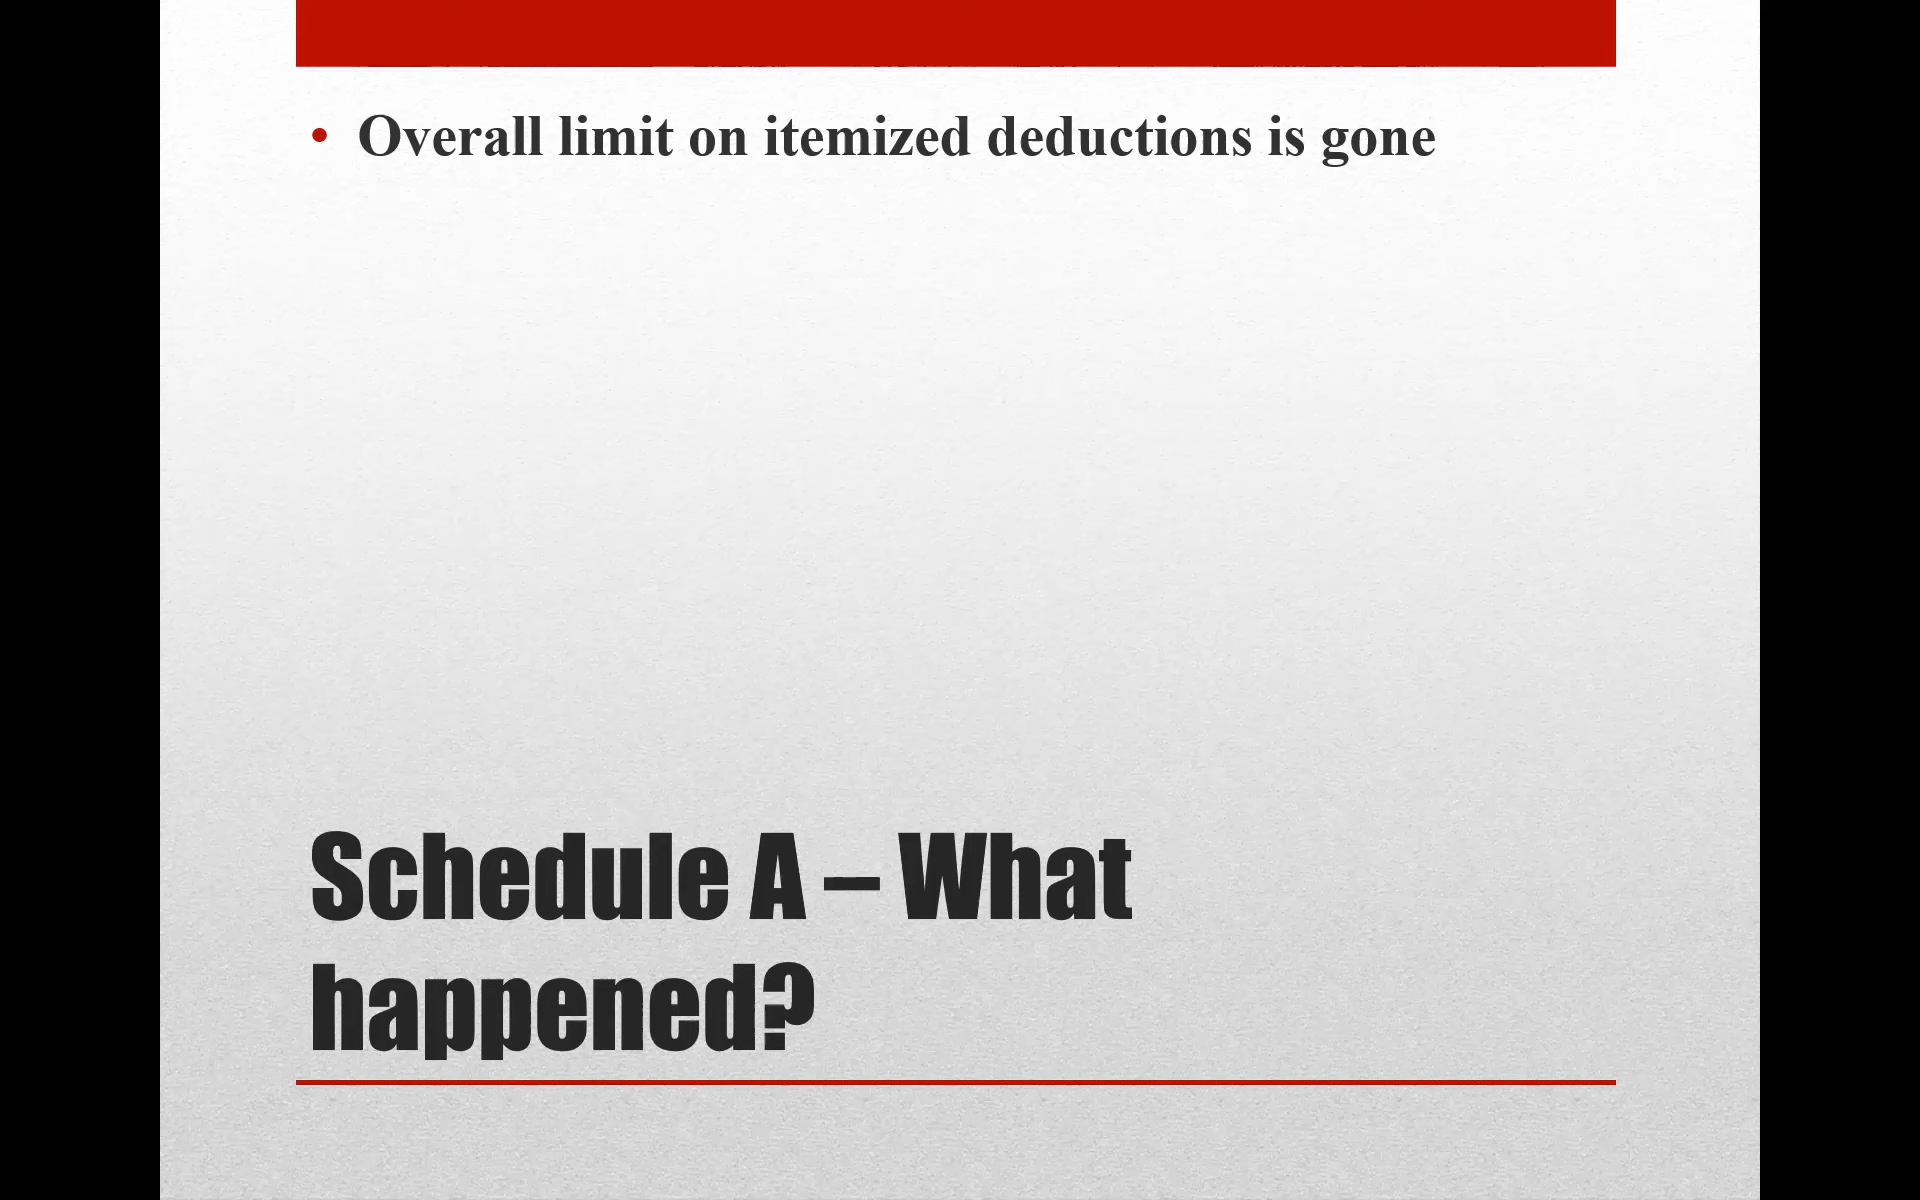 • Overall limit on itemized deductions is gone
Schedule A – What
happened?